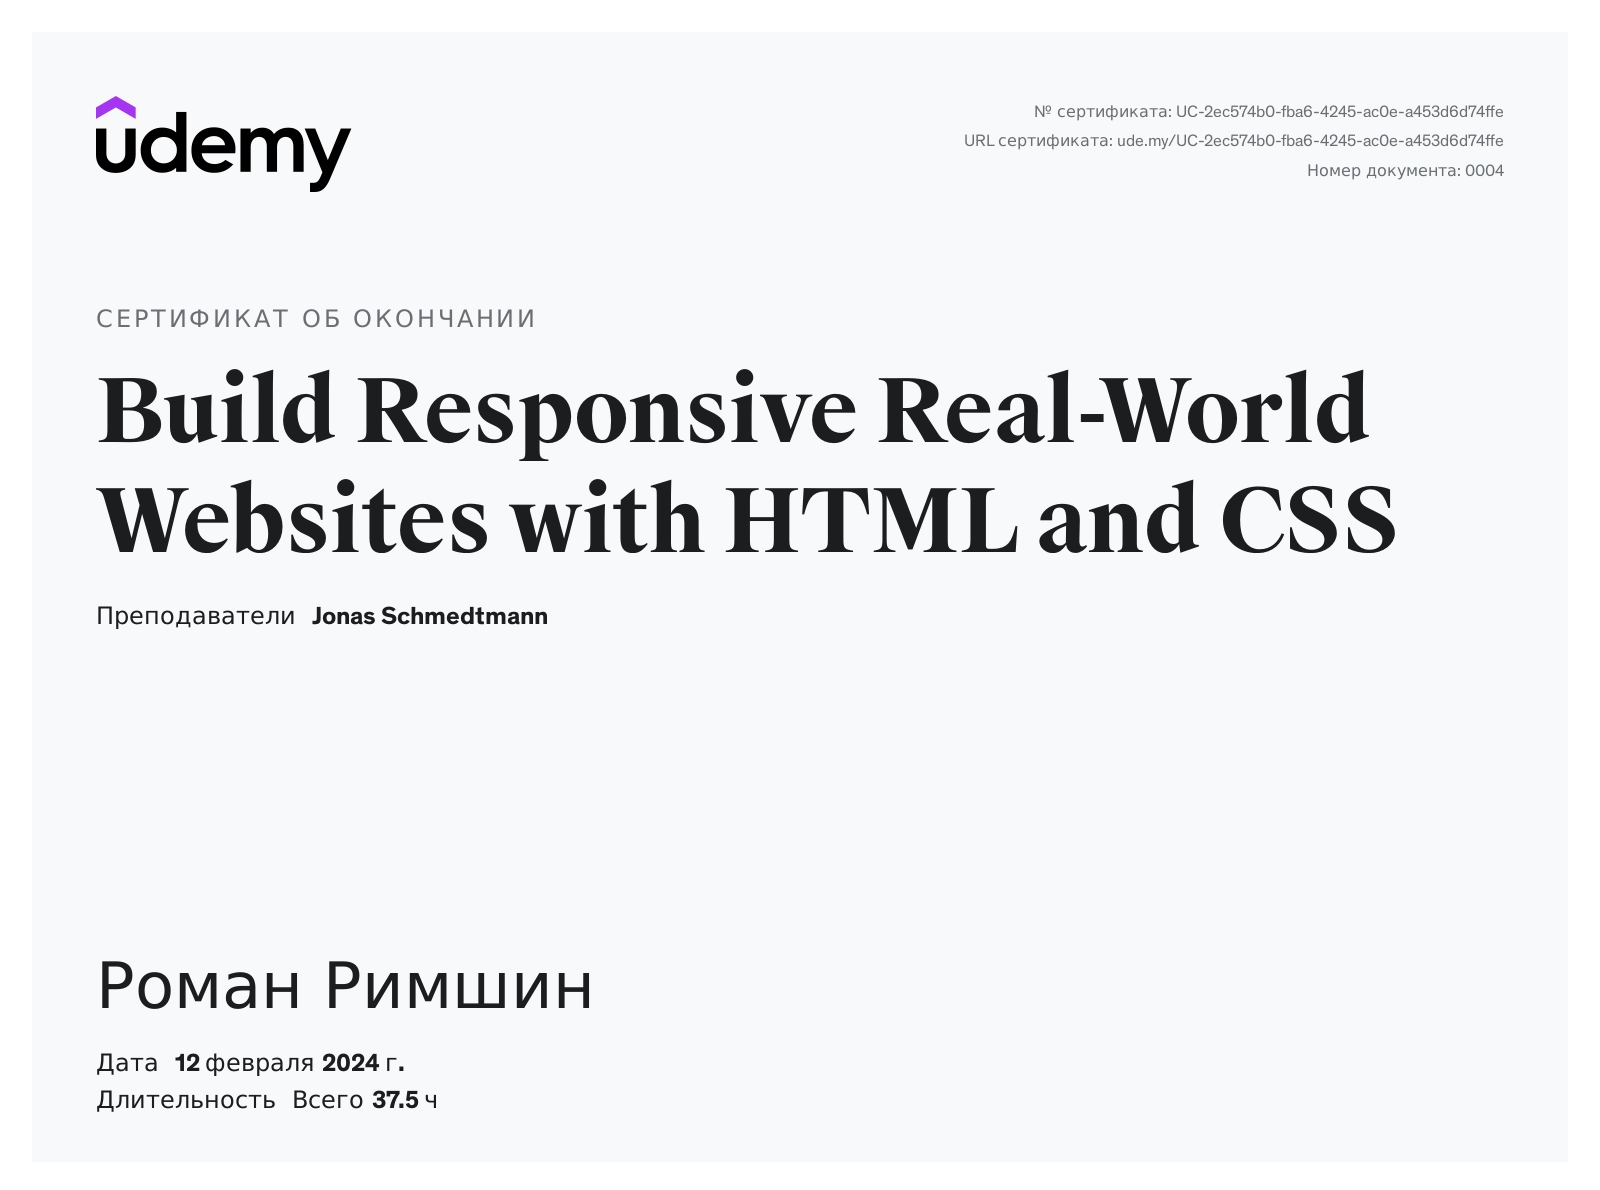 udemy
№ сертификата: UC-2ec574b0-fba6-4245-ac0e-a453d6d74ffe
URL сертификата: ude.my/UC-2ec574b0-fba6-4245-ac0e-a453d6d74ffe
Номер документа: 0004
СЕРТИФИКАТ ОБ ОКОНЧАНИИ
Build Responsive Real-World
Websites with HTML and CSS
Преподаватели Jonas Schmedtmann
Роман Римшин
Дата 12 февраля 2024 г.
Длительность Всего 37.5 ч